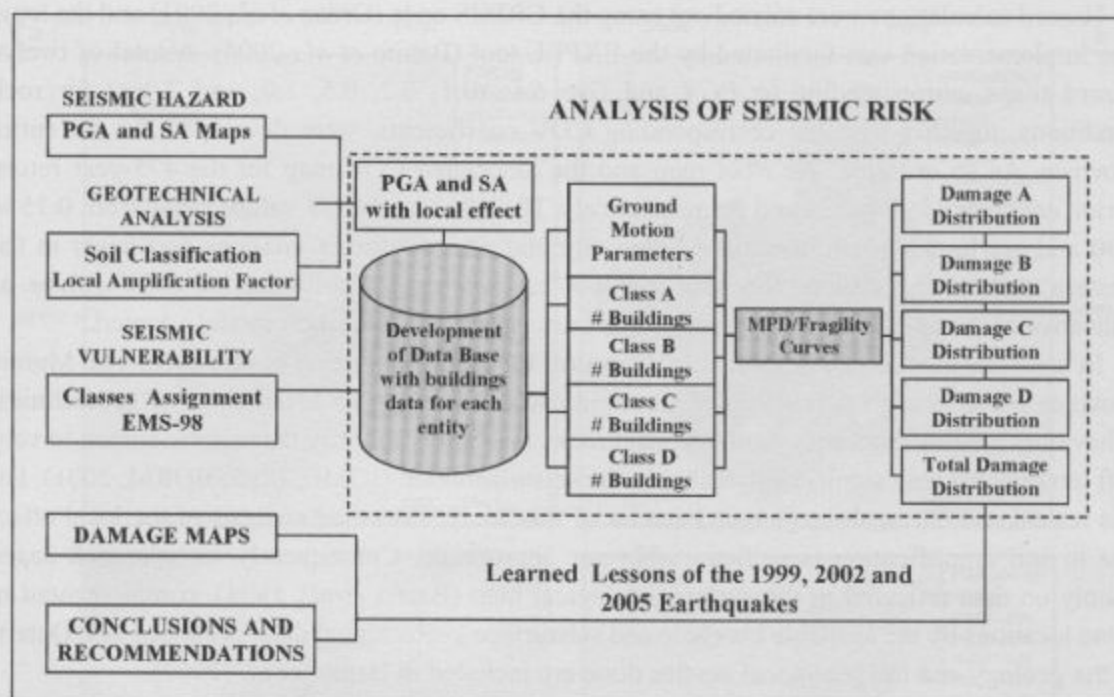 SEISMIC HAZARD
PGA and SA Maps
GEOTECHNICAL
ANALYSIS
Soil Classification
Local Amplification Factor
SEISMIC
VULNERABILITY
Classes Assignment
EMS-98
ANALYSIS OF SEISMIC RISK
PGA and SA
with local effect
Development
of Data Base
with buildings
data for each
entity
Ground
Motion
Parameters
Class A
# Buildings
Class B
# Buildings
Class C
# Buildings
Class D
# Buildings
MPD/Fragility
Curves
Damage A
Distribution
Damage B
Distribution
Damage C
Distribution
Damage D
Distribution
Total Damage
Distribution
DAMAGE MAPS
CONCLUSIONS AND
RECOMMENDATIONS
Learned Lessons of the 1999, 2002 and
2005 Earthquakes